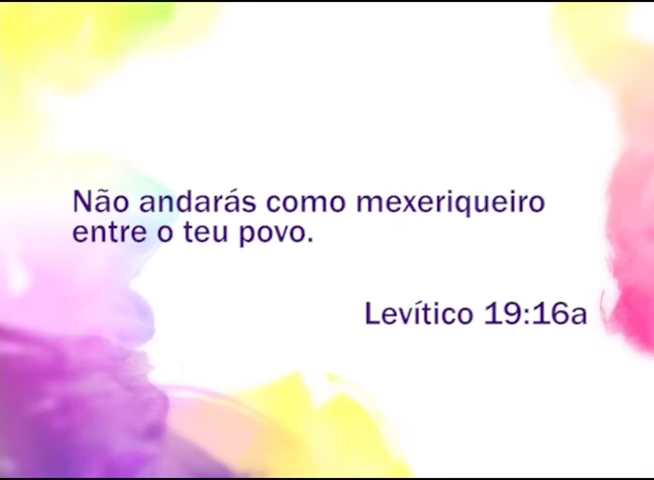 Não andarás como mexeriqueiro
entre o teu povo.
Levítico 19:16a